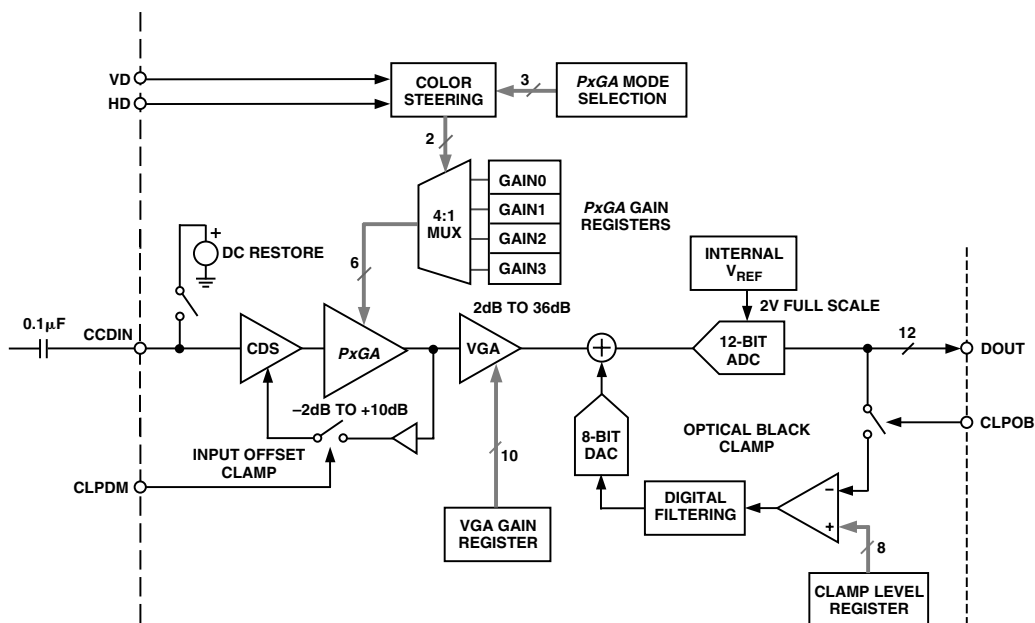 VD
HD
COLOR
STEERING
3
PxGA MODE
SELECTION
2
4:1
MUX
GAIN0
GAIN1
GAIN2
GAIN3
PxGA GAIN
REGISTERS
6
+
DC RESTORE
INTERNAL
VREF
2V FULL SCALE
2dB TO 36dB
0.1μF
CCDIN
CDS
PxGA
VGA
+
12-BIT
ADC
12
DOUT
–2dB TO +10dB
INPUT OFFSET
CLAMP
CLPDM
10
VGA GAIN
REGISTER
8-BIT
DAC
OPTICAL BLACK
CLAMP
CLPOB
DIGITAL
FILTERING
–
+
8
CLAMP LEVEL
REGISTER